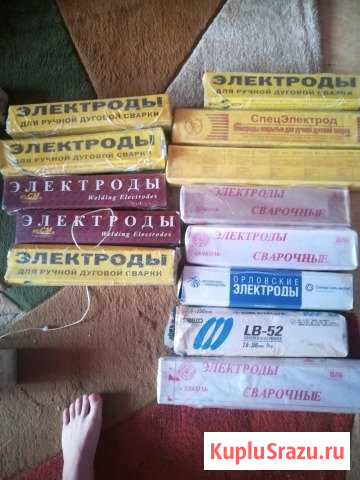 ЭЛЕКТРОДЫ
ДЛЯ РУЧНОЙ ДУГОВОЙ СВАРКИ
ЭЛЕКТРОДЫ
ДЛЯ РУЧНОЙ ДУГОВОЙ СВАРКИ
ЭЛЕКТРОДЫ
Welding Electrodes
ЭЛЕКТРОДЫ
Welding Electrodes
ЭЛЕКТРОДЫ
ДЛЯ РУЧНОЙ ДУГОВОЙ СВАРКИ
ЭЛЕКТРОДЫ
ДЛЯ РУЧНОЙ ДУГОВОЙ СВАРКИ
СпецЭлектрод
ЭЛЕКТРОДЫ
СВАРОЧНЫЕ
ЭЛЕКТРОДЫ
СВАРОЧНЫЕ
ОРЛОВСКИЕ
ЭЛЕКТРОДЫ
LB-52
ЭЛЕКТРОДЫ
СВАРОЧНЫЕ
KupluSrazu.ru